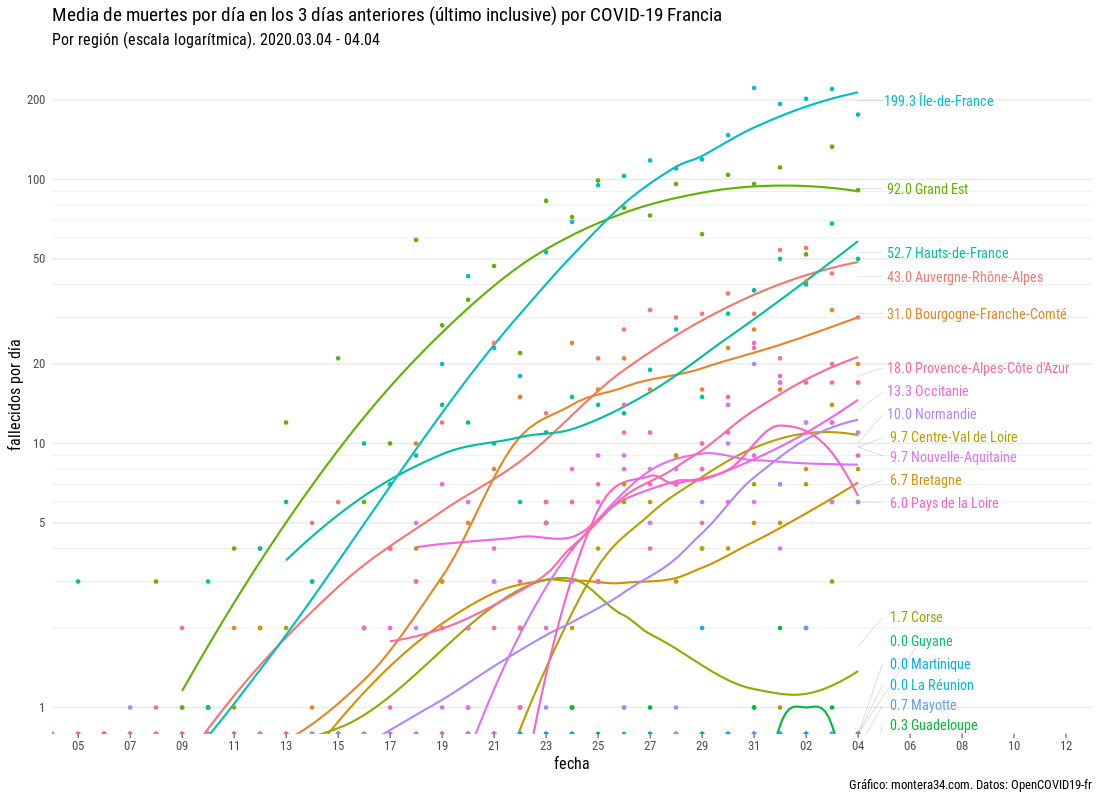 Media de muertes por día en los 3 días anteriores (último inclusive) por COVID-19 Francia
Por región (escala logarítmica). 2020.03.04 - 04.04
fallecidos por día
200
100
50
20
10
5
1
199.3 Île-de-France
92.0 Grand Est
52.7 Hauts-de-France
43.0 Auvergne-Rhône-Alpes
31.0 Bourgogne-Franche-Comté
18.0 Provence-Alpes-Côte d'Azur
13.3 Occitanie
10.0 Normandie
9.7 Centre-Val de Loire
9.7 Nouvelle-Aquitaine
6.7 Bretagne
6.0 Pays de la Loire
1.7 Corse
0.0 Guyane
0.0 Martinique
0.0 La Réunion
0.7 Mayotte
0.3 Guadeloupe
05 07 09 11 13 15 17 19 21 23 25 27 29 31 02 04 06 08 10 12
fecha
Gráfico: montera34.com. Datos: OpenCOVID19-fr